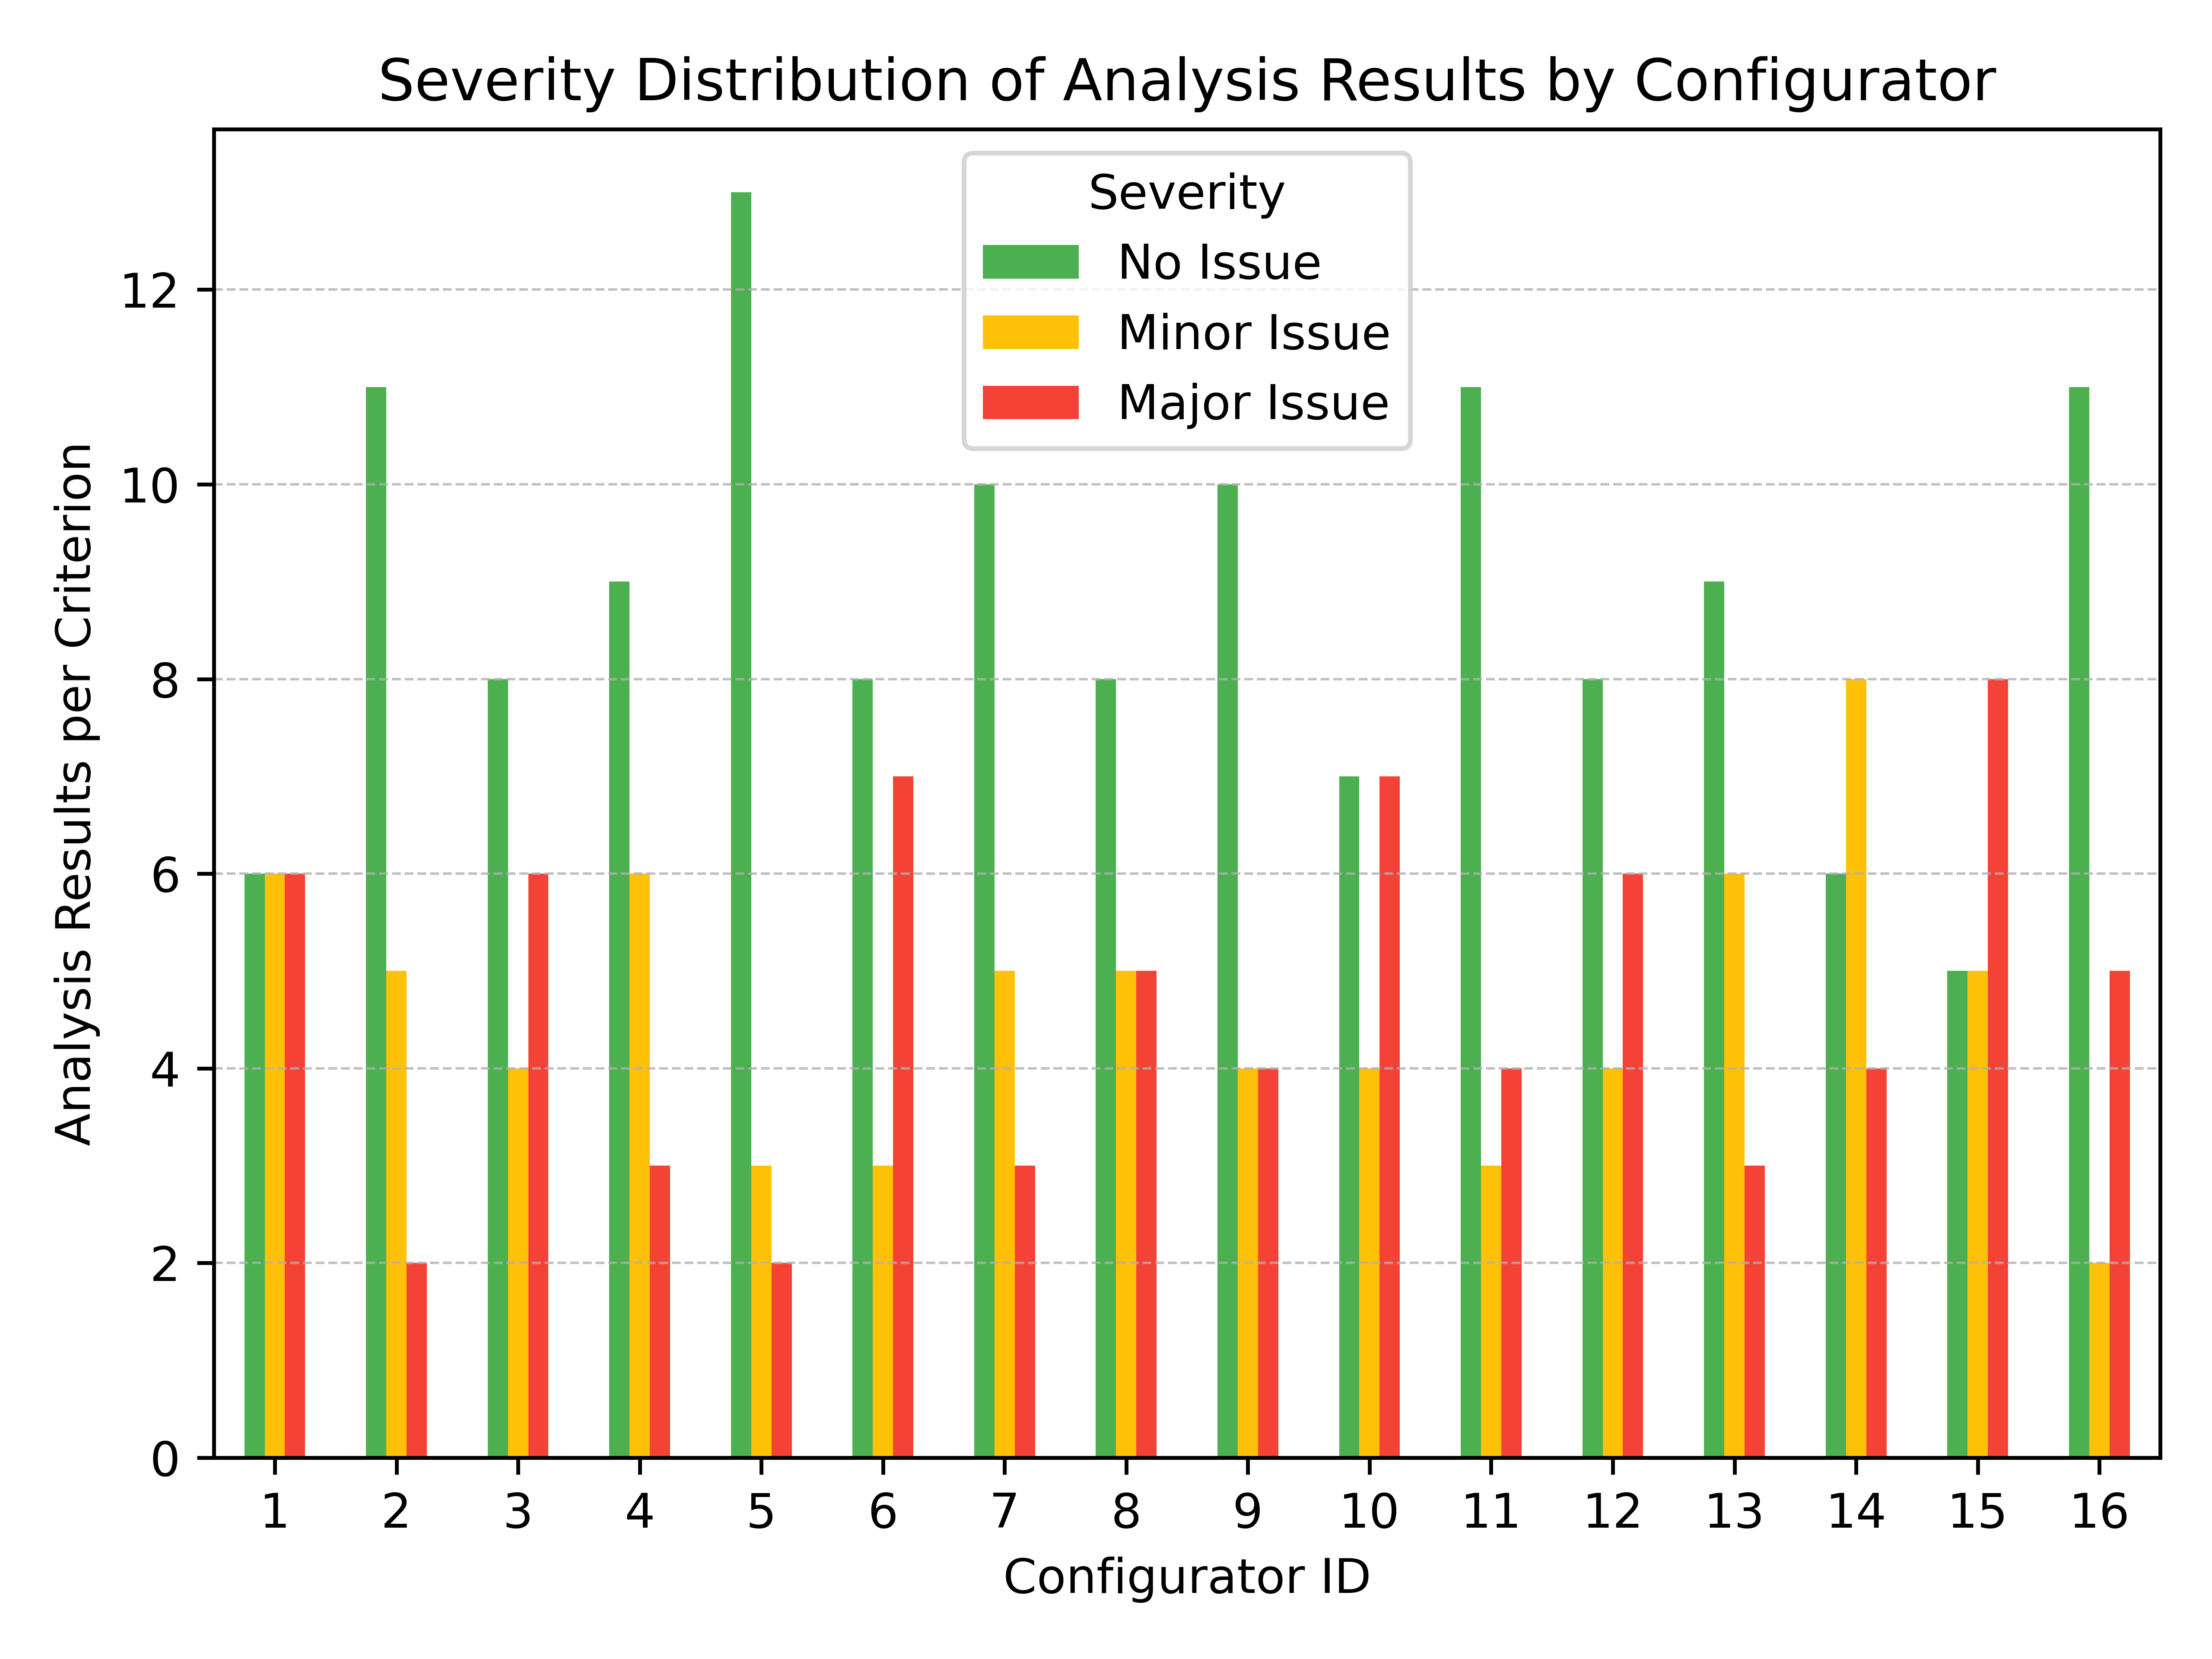 Severity Distribution of Analysis Results by Configurator
Severity
No Issue
Minor Issue
Major Issue
Analysis Results per Criterion
12
10
8
6
4
2
0
1 2 3 4 5 6 7 8 9 10 11 12 13 14 15 16
Configurator ID